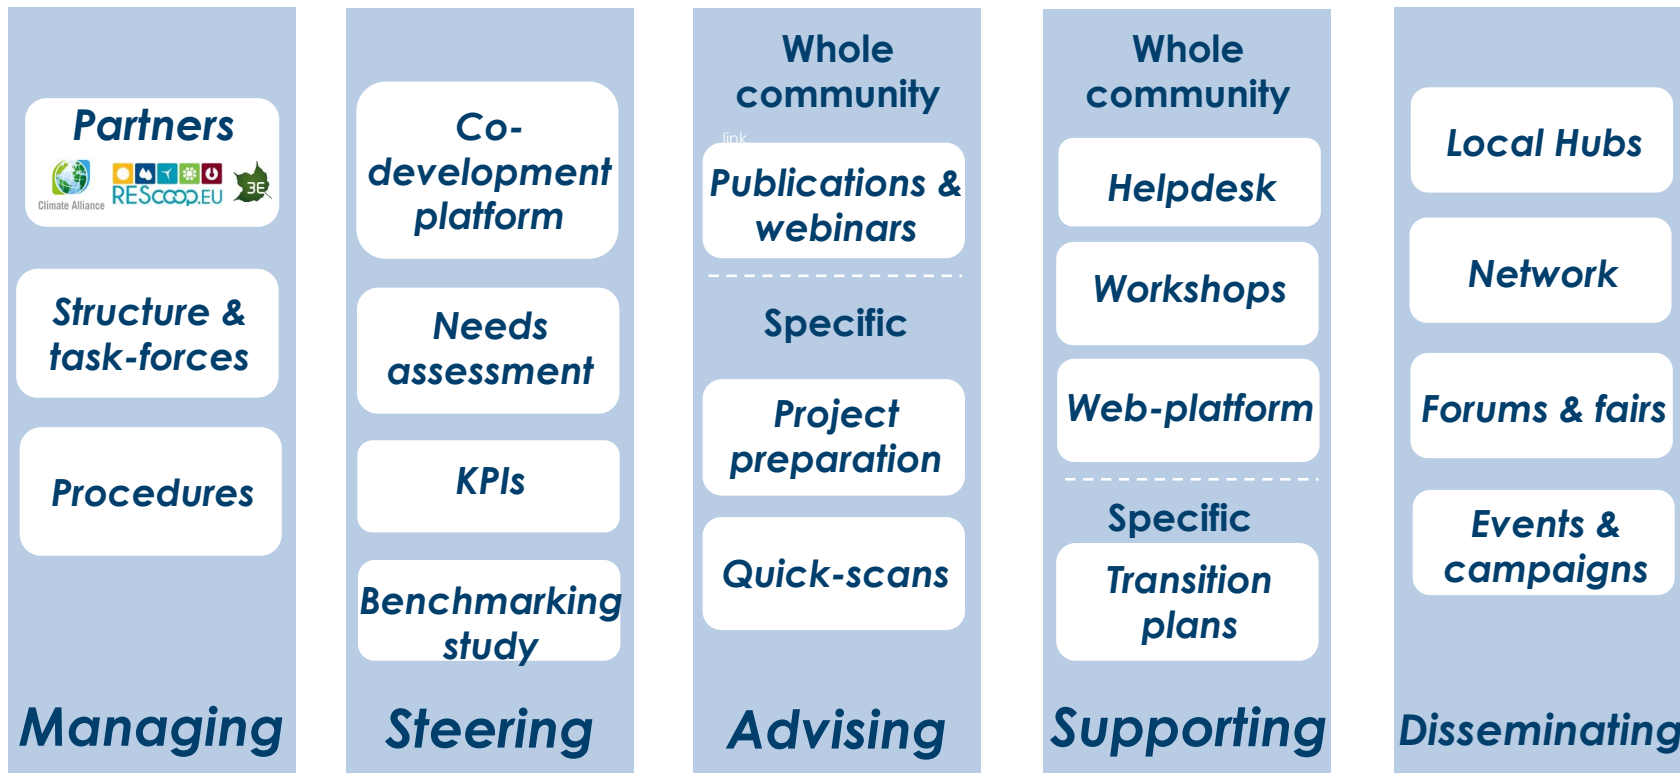 Partners
Climate Alliance
REScoop.EU
3E
Structure &
task-forces
Procedures
Managing
Co-
development
platform
Needs
assessment
KPIs
Benchmarking
study
Steering
Whole
community
link
Publications &
webinars
Specific
Project
preparation
Quick-scans
Advising
Whole
community
Helpdesk
Workshops
Web-platform
Specific
Transition
plans
Supporting
Local Hubs
Network
Forums & fairs
Events &
campaigns
Disseminating